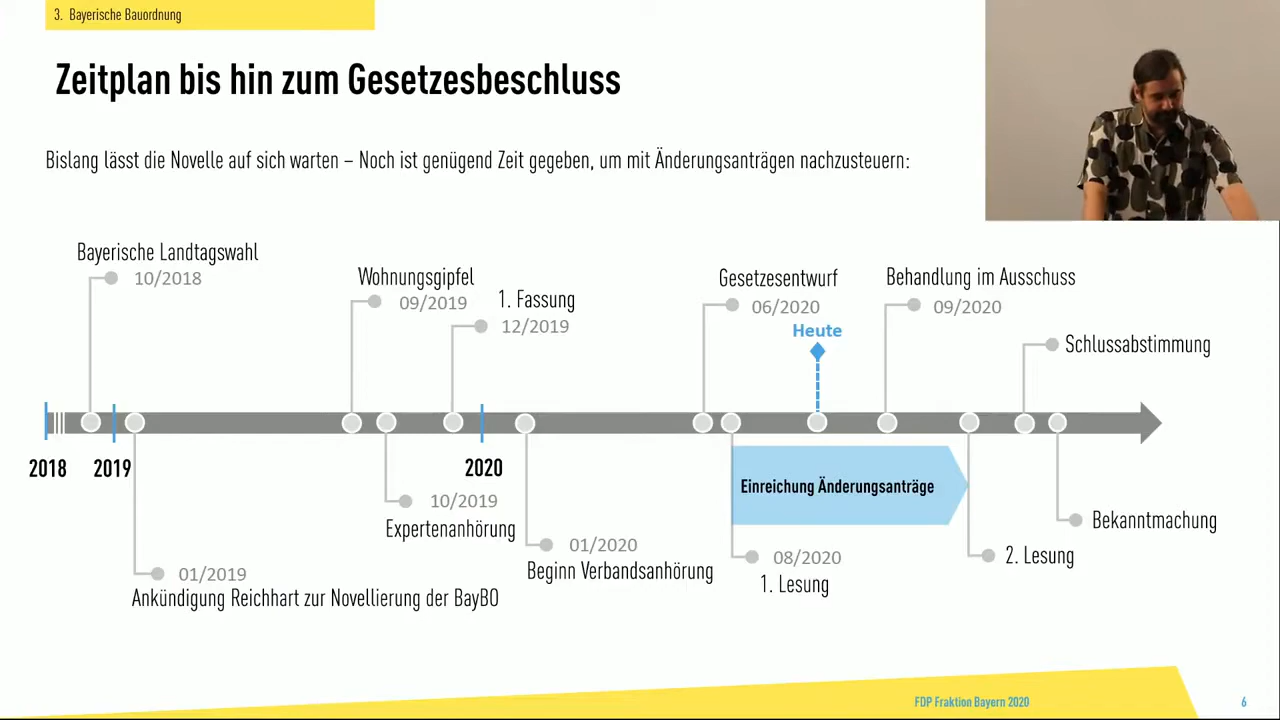 3. Bayerische Bauordnung
Zeitplan bis hin zum Gesetzesbeschluss
Bislang lässt die Novelle auf sich warten – Noch ist genügend Zeit gegeben, um mit Änderungsanträgen nachzusteuern:
Bayerische Landtagswahl
10/2018
Wohnungsgipfel
09/2019
1. Fassung
12/2019
Gesetzesentwurf
06/2020
Heute
Behandlung im Ausschuss
09/2020
Schlussabstimmung
2018
2019
2020
Einreichung Änderungsanträge
10/2019
Expertenanhörung
01/2020
Beginn Verbandsanhörung
08/2020
1. Lesung
2. Lesung
Bekanntmachung
01/2019
Ankündigung Reichhart zur Novellierung der BayBO
FDP Fraktion Bayern 2020
6